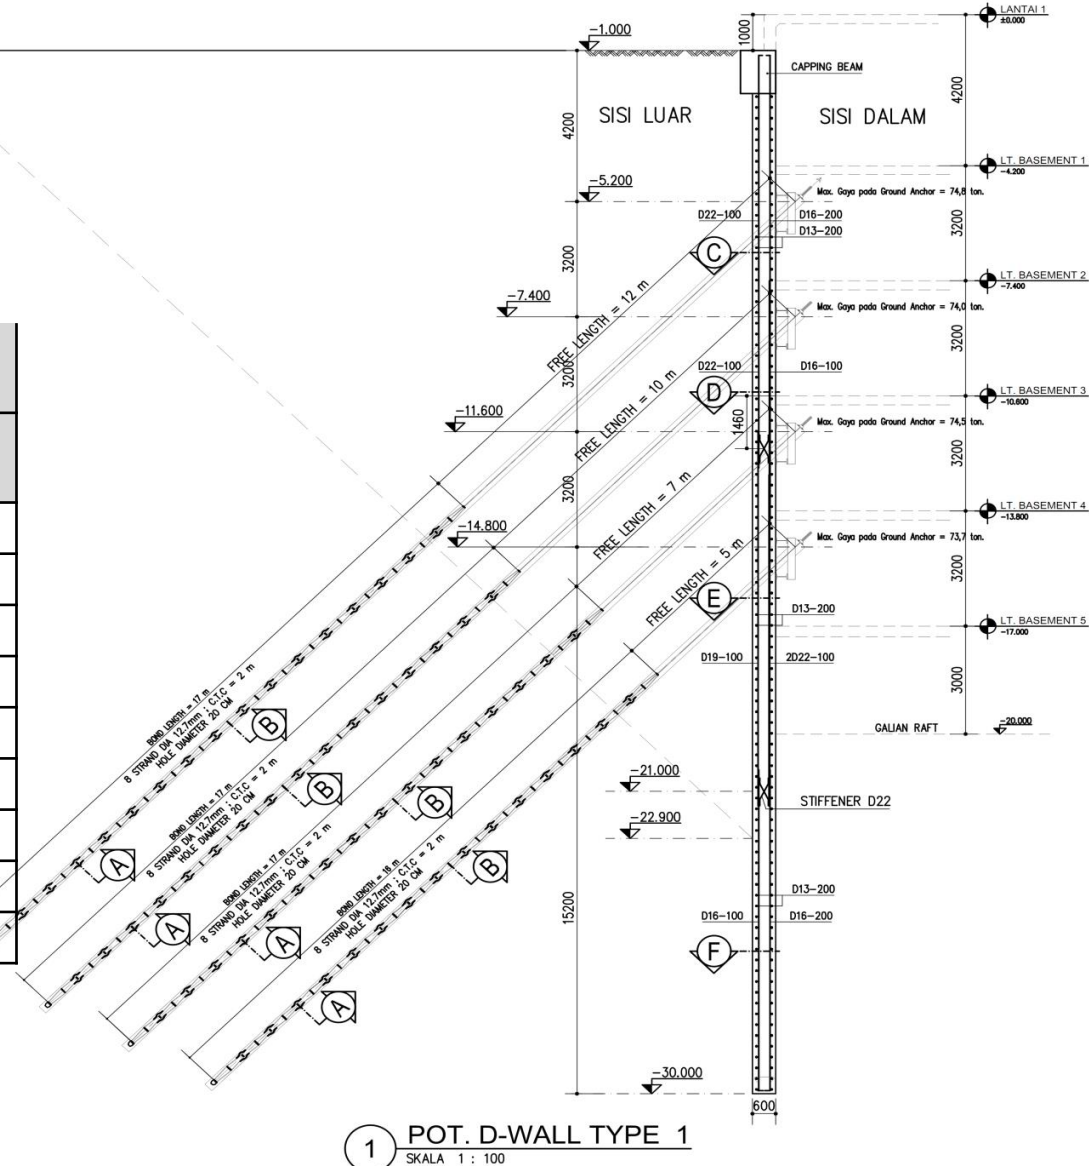 LANTAI 1
±0.000
-1.000
1000
CAPPING BEAM
4200
4200
SISI LUAR
SISI DALAM
LT. BASEMENT 1
-4.200
-5.200
Max. Gaya pada Ground Anchor = 74,8 ton.
D22-100
D16-200
D13-200
3200
3200
C
LT. BASEMENT 2
-7.400
-7.400
Max. Gaya pada Ground Anchor = 74,0 ton.
FREE LENGTH = 12 m
3200
3200
D22-100
D16-100
D
LT. BASEMENT 3
-10.600
-11.600
1460
Max. Gaya pada Ground Anchor = 74,5 ton.
FREE LENGTH = 10 m
3200
3200
LT. BASEMENT 4
-13.800
-14.800
FREE LENGTH = 7 m
Max. Gaya pada Ground Anchor = 73,7 ton.
3200
FREE LENGTH = 5 m
E
D13-200
LT. BASEMENT 5
-17.000
D19-100
2D22-100
3000
BOND LENGTH = 17 m
8 STRAND DIA 12.7mm ; C.T.C = 2 m
HOLE DIAMETER 20 CM
B
GALIAN RAFT
-20.000
BOND LENGTH = 17 m
8 STRAND DIA 12.7mm ; C.T.C = 2 m
HOLE DIAMETER 20 CM
B
-21.000
STIFFENER D22
B
-22.900
BOND LENGTH = 17 m
8 STRAND DIA 12.7mm ; C.T.C = 2 m
HOLE DIAMETER 20 CM
A
B
BOND LENGTH = 18 m
8 STRAND DIA 12.7mm ; C.T.C = 2 m
HOLE DIAMETER 20 CM
15200
D13-200
D16-100
D16-200
A
A
F
A
-30.000
600
1
POT. D-WALL TYPE 1
SKALA 1 : 100